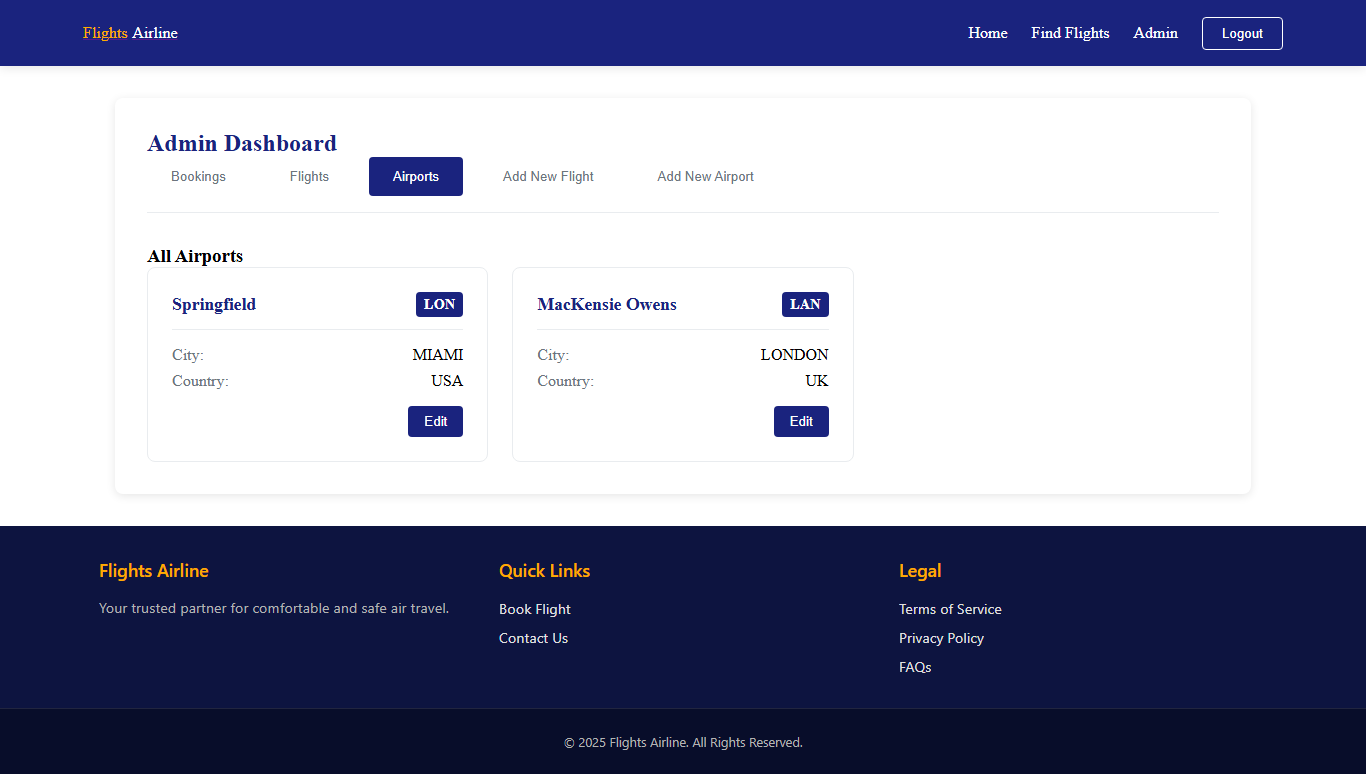 Flights Airline
Home Find Flights Admin Logout
Admin Dashboard
Bookings Flights Airports Add New Flight Add New Airport
All Airports
Springfield LON
City: MIAMI
Country: USA
Edit
MacKensie Owens LAN
City: LONDON
Country: UK
Edit
Flights Airline
Your trusted partner for comfortable and safe air travel.
Quick Links
Book Flight
Contact Us
Legal
Terms of Service
Privacy Policy
FAQs
© 2025 Flights Airline. All Rights Reserved.